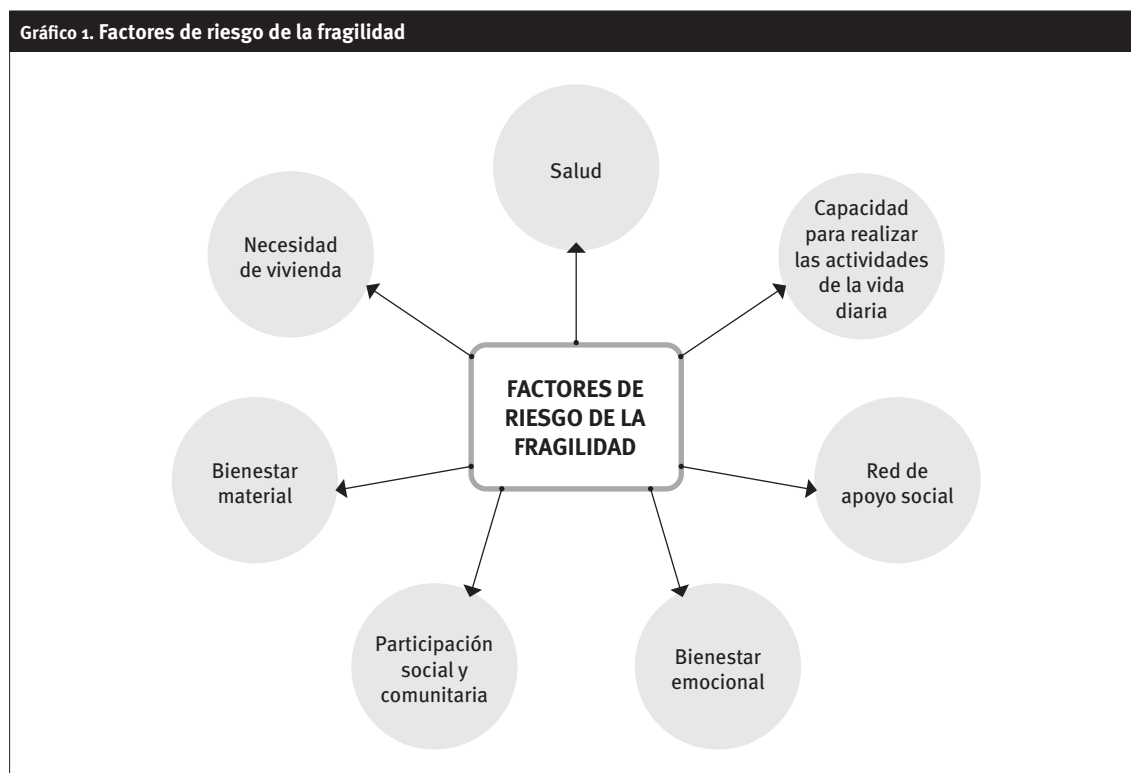 Gráfico 1. Factores de riesgo de la fragilidad
Salud
Capacidad
para realizar
las actividades
de la vida
diaria
Necesidad
de vivienda
FACTORES DE
RIESGO DE LA
FRAGILIDAD
Bienestar
material
Red de
apoyo social
Participación
social y
comunitaria
Bienestar
emocional